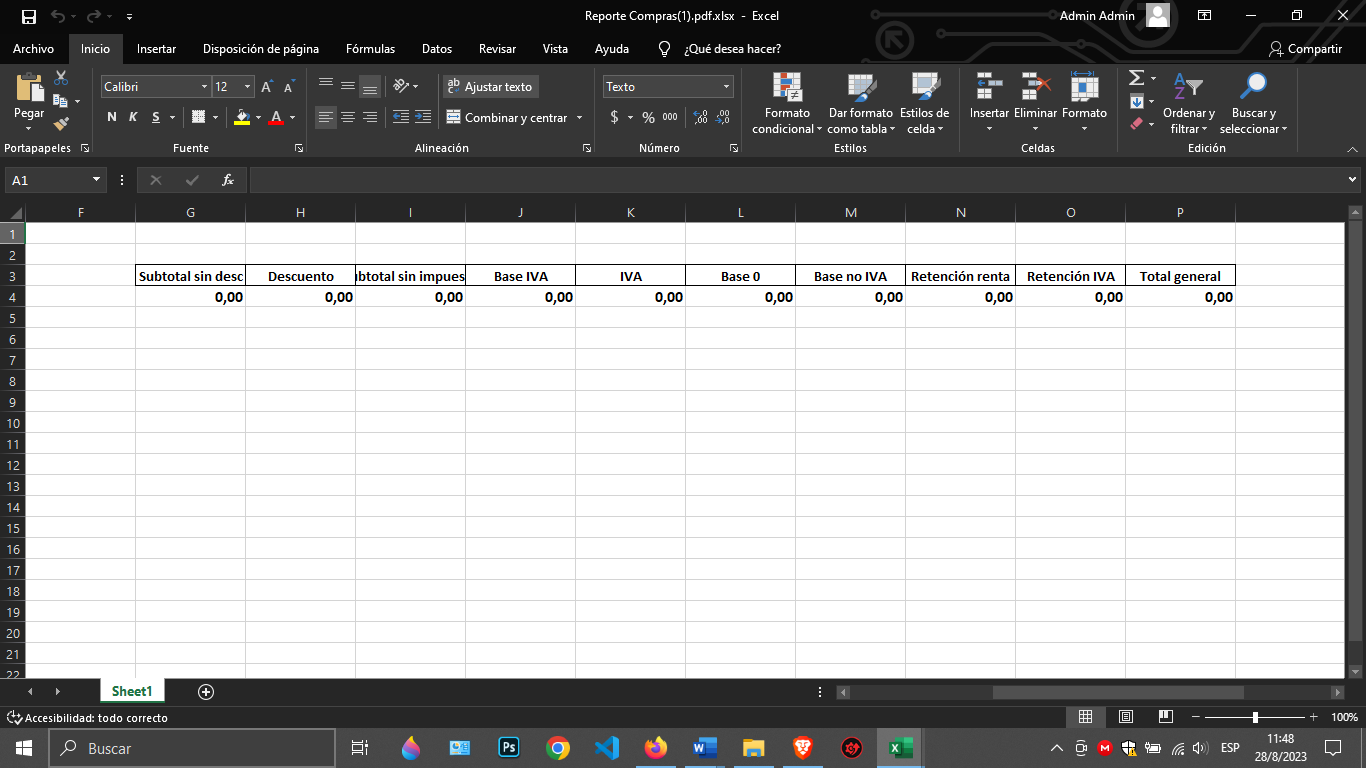 Reporte Compras(1).pdf.xlsx - Excel
Admin Admin
Archivo Inicio Insertar Disposición de página Fórmulas Datos Revisar Vista Ayuda ¿Qué desea hacer? Compartir
Pegar
Portapapeles
Calibri 12 A A
N K S A
Fuente
ab Ajustar texto
Combinar y centrar
Alineación
Texto
$ % 000
Número
Formato condicional
Dar formato como tabla
Estilos de celda
Estilos
Insertar Eliminar Formato
Celdas
Ordenar y filtrar
Buscar y seleccionar
Edición
A1 fx
F G H I J K L M N O P
1
2
3 Subtotal sin desc Descuento btotal sin impues Base IVA IVA Base 0 Base no IVA Retención renta Retención IVA Total general
4 0,00 0,00 0,00 0,00 0,00 0,00 0,00 0,00 0,00 0,00
5
6
7
8
9
10
11
12
13
14
15
16
17
18
19
20
21
22
Sheet1
Accesibilidad: todo correcto 100%
Buscar Ps ESP 11:48
28/8/2023